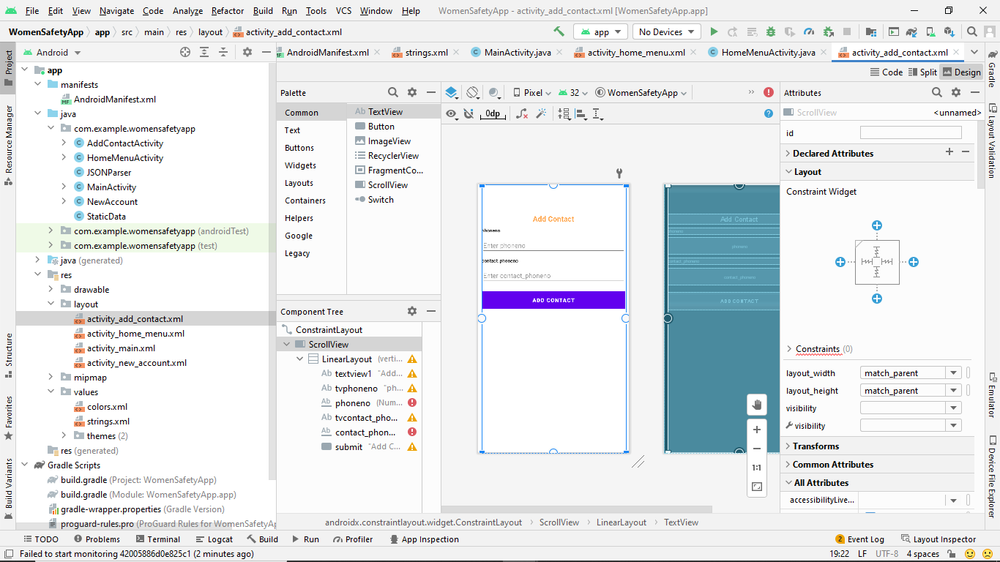 File Edit View Navigate Code Analyze Refactor Build Run Tools VCS Window Help WomenSafetyApp - activity_add_contact.xml [WomenSafetyApp.app]
WomenSafetyApp app src main res layout activity_add_contact.xml app No Devices
Android
AndroidManifest.xml strings.xml MainActivity.java activity_home_menu.xml HomeMenuActivity.java activity_add_contact.xml
Code Split Design
Project
Resource Manager
Structure
Favorites
Build Variants
app
manifests
AndroidManifest.xml
java
com.example.womensafetyapp
AddContactActivity
HomeMenuActivity
JSONParser
MainActivity
NewAccount
StaticData
com.example.womensafetyapp (androidTest)
com.example.womensafetyapp (test)
java (generated)
res
drawable
layout
activity_add_contact.xml
activity_home_menu.xml
activity_main.xml
activity_new_account.xml
mipmap
values
colors.xml
strings.xml
themes (2)
res (generated)
Gradle Scripts
build.gradle (Project: WomenSafetyApp)
build.gradle (Module: WomenSafetyApp.app)
gradle-wrapper.properties (Gradle Version)
proguard-rules.pro (ProGuard Rules for WomenSafetyAp
Palette
Common
Text
Buttons
Widgets
Layouts
Containers
Helpers
Google
Legacy
Ab TextView
Button
ImageView
RecyclerView
FragmentCo...
ScrollView
Switch
Component Tree
ConstraintLayout
ScrollView
LinearLayout (verti...
Ab textview1 "Add...
Ab tvphoneno "ph...
Ab phoneno (Num...
Ab tvcontact_pho...
Ab contact_phon...
submit "Add C...
Pixel 32 WomenSafetyApp
0dp
Add Contact
phoneno
Enter phoneno
contact_phoneno
Enter contact_phoneno
ADD CONTACT
Add Contact
phoneno
phoneno
contact_phoneno
contact_phoneno
ADD CONTACT
1:1
Attributes
ScrollView <unnamed>
id
Declared Attributes
Layout
Constraint Widget
Constraints (0)
layout_width match_parent
layout_height match_parent
visibility
visibility
Transforms
Common Attributes
All Attributes
accessibilityLive...
Gradle
Layout Validation
Emulator
Device File Explorer
androidx.constraintlayout.widget.ConstraintLayout ScrollView LinearLayout TextView
TODO Problems Terminal Logcat Build Run Profiler App Inspection 2 Event Log Layout Inspector
Failed to start monitoring 42005886d0e825c1 (2 minutes ago) 19:22 LF UTF-8 4 spaces